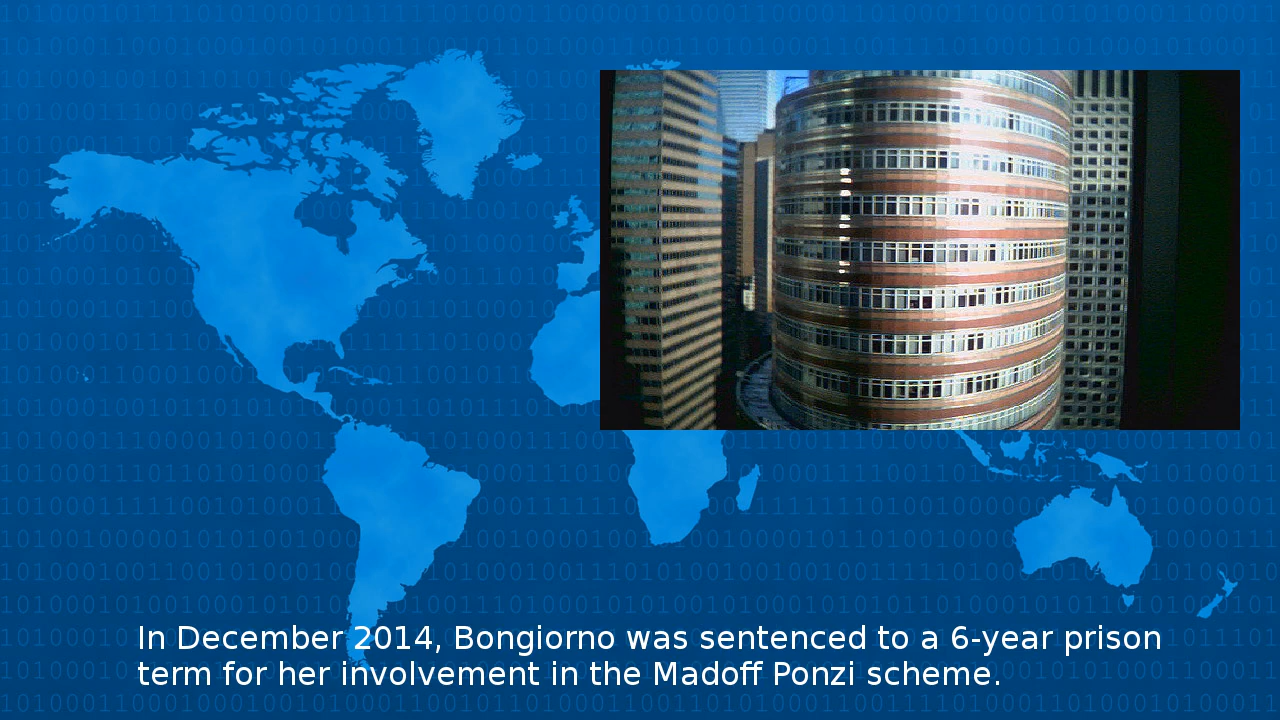 In December 2014, Bongiorno was sentenced to a 6-year prison
term for her involvement in the Madoff Ponzi scheme.